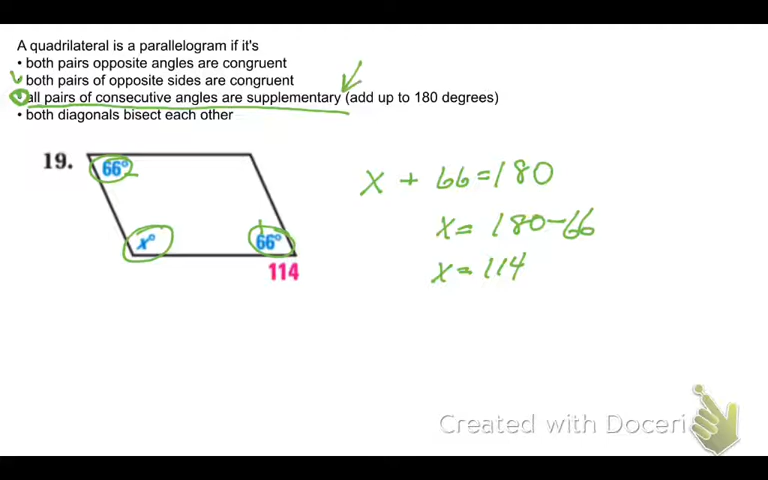 A quadrilateral is a parallelogram if it's
• both pairs opposite angles are congruent
both pairs of opposite sides are congruent
all pairs of consecutive angles are supplementary (add up to 180 degrees)
• both diagonals bisect each other
19.
66°
x°
66°
114
x + 66 = 180
x = 180 - 66
x = 114
Created with Doceri